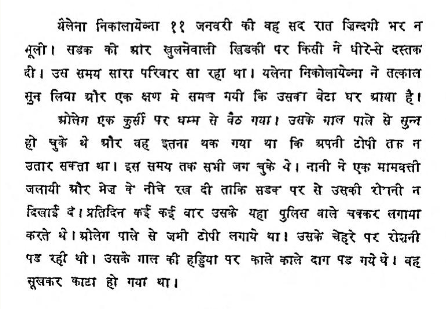 येलेना निकोलायेव्ना ११ जनवरी की वह सद रात ज़िन्दगी भर न
भूली। सडक की ओर खुलनेवाली खिडकी पर किसी ने धीरे-से दस्तक
दी। उस समय सारा परिवार सो रहा था। येलेना निकोलायेव्ना ने तत्काल
सुन लिया और एक क्षण मे समझ गयी कि उसका बेटा घर आया है।
ओलेग एक कुर्सी पर धम्म से बैठ गया। उसके गाल पाले से सुन्न
हो चुके थे और वह इतना थक गया था कि अपनी टोपी तक न
उतार सकता था। इस समय तक सभी जग चुके थे। नानी ने एक मामबत्ती
जलायी और मेज के नीचे रख दी ताकि सडक पर से उसकी रोशनी न
दिखाई दे। प्रतिदिन कई कई बार उसके यहा पुलिस वाले चक्कर लगाया
करते थे। ओलेग पाले से जमी टोपी लगाये था। उसके चेहरे पर रोशनी
पड रही थी। उसके गाल की हड्डियो पर काले काले दाग पड गये थे। वह
सूखकर काटा हो गया था।